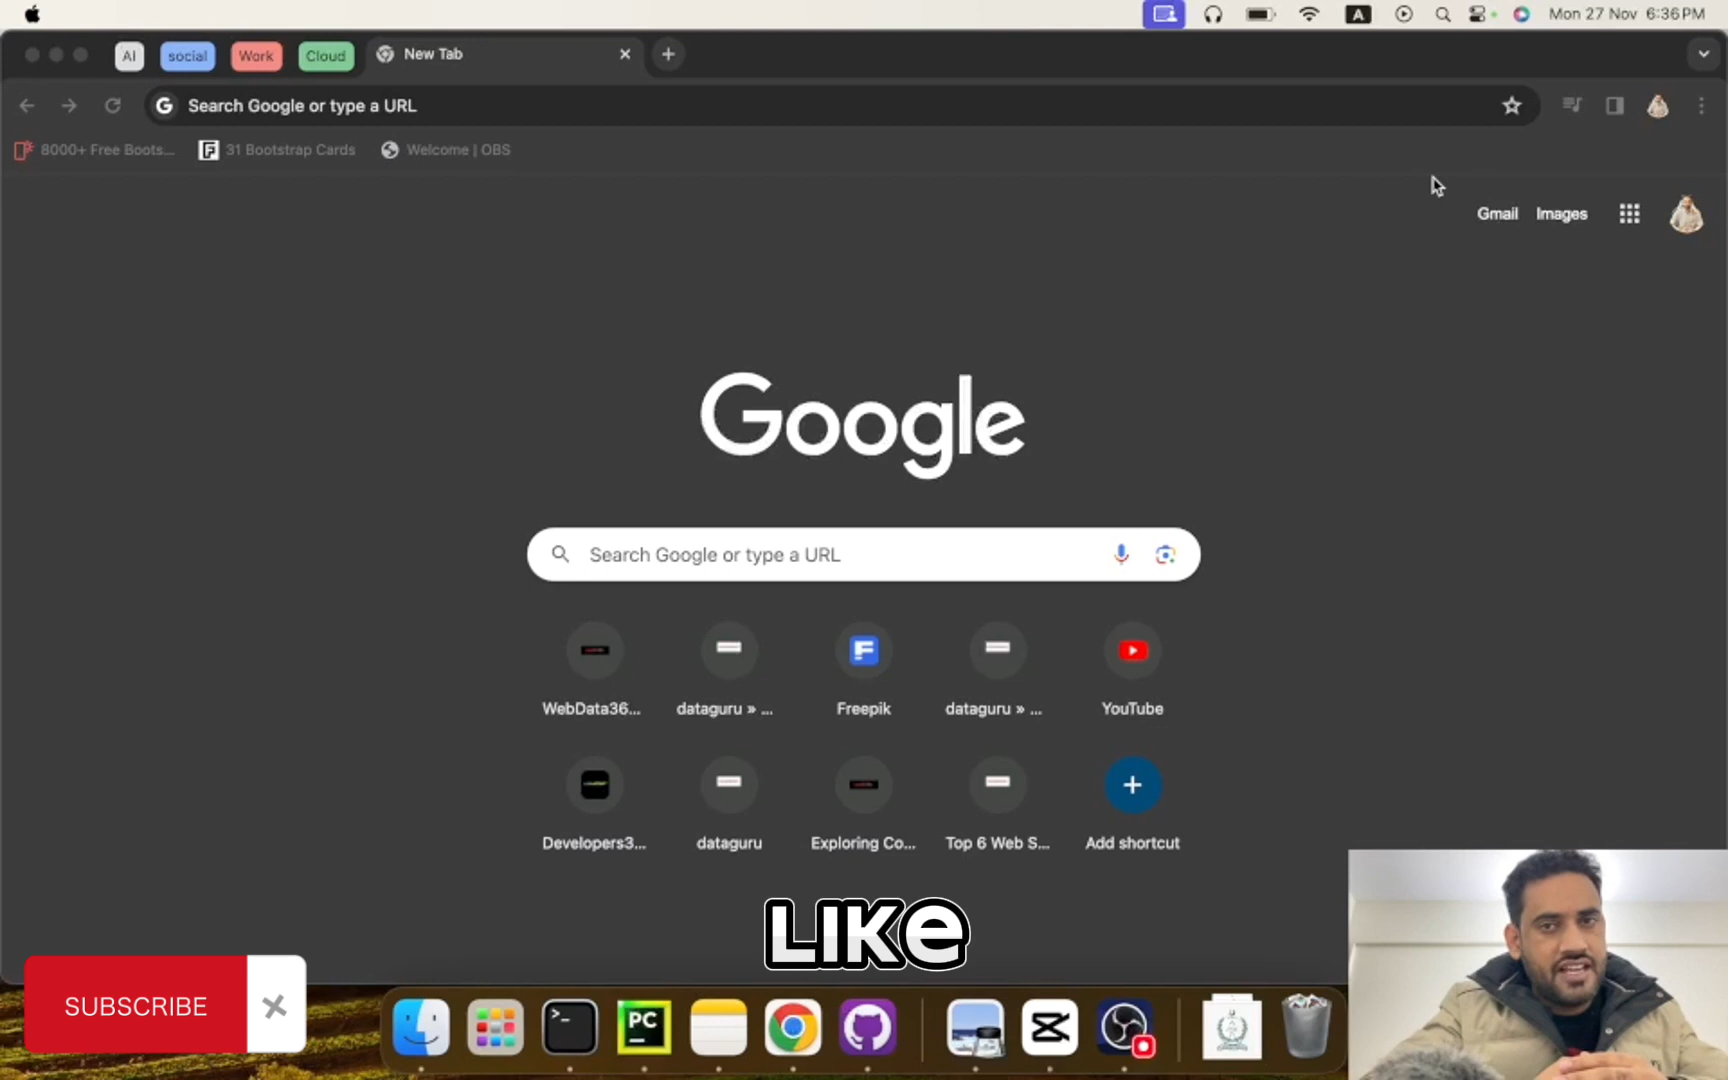 A
Mon 27 Nov 6:36 PM
AI
social
Work
Cloud
New Tab
G Search Google or type a URL
8000+ Free Boots...
31 Bootstrap Cards
Welcome | OBS
Gmail
Images
Google
Search Google or type a URL
WebData36...
dataguru » ...
Freepik
dataguru » ...
YouTube
Developers3...
dataguru
Exploring Co...
Top 6 Web S...
Add shortcut
LIKe
SUBSCRIBE
PC